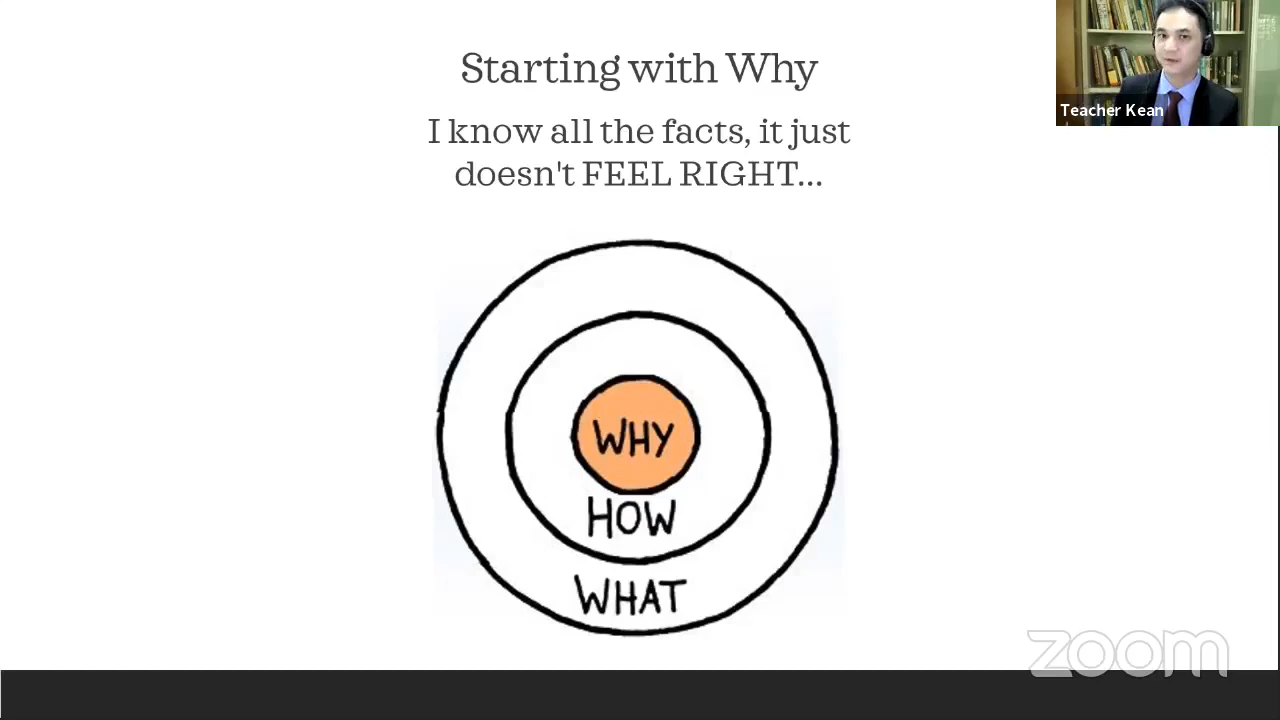 Starting with Why
I know all the facts, it just
doesn't FEEL RIGHT...
Teacher Kean
WHY
HOW
WHAT
zoom